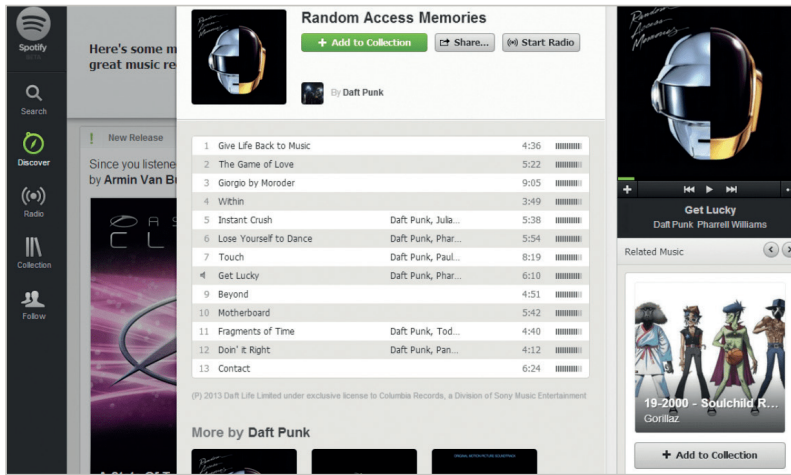 Spotify
BETA
Search
Discover
Radio
Collection
Follow
Here's some m
great music re
New Release
Since you listene
by Armin Van Bu
Random Access Memories
+ Add to Collection
Share...
Start Radio
By Daft Punk
1 Give Life Back to Music 4:36
2 The Game of Love 5:22
3 Giorgio by Moroder 9:05
4 Within 3:49
5 Instant Crush Daft Punk, Julia... 5:38
6 Lose Yourself to Dance Daft Punk, Phar... 5:54
7 Touch Daft Punk, Paul... 8:19
Get Lucky Daft Punk, Phar... 6:10
9 Beyond 4:51
10 Motherboard 5:42
11 Fragments of Time Daft Punk, Tod... 4:40
12 Doin' it Right Daft Punk, Pan... 4:12
13 Contact 6:24
(P) 2013 Daft Life Limited under exclusive license to Columbia Records, a Division of Sony Music Entertainment
More by Daft Punk
Random
Access
Memories
Get Lucky
Daft Punk Pharrell Williams
Related Music
19-2000 - Soulchild R...
Gorillaz
+ Add to Collection